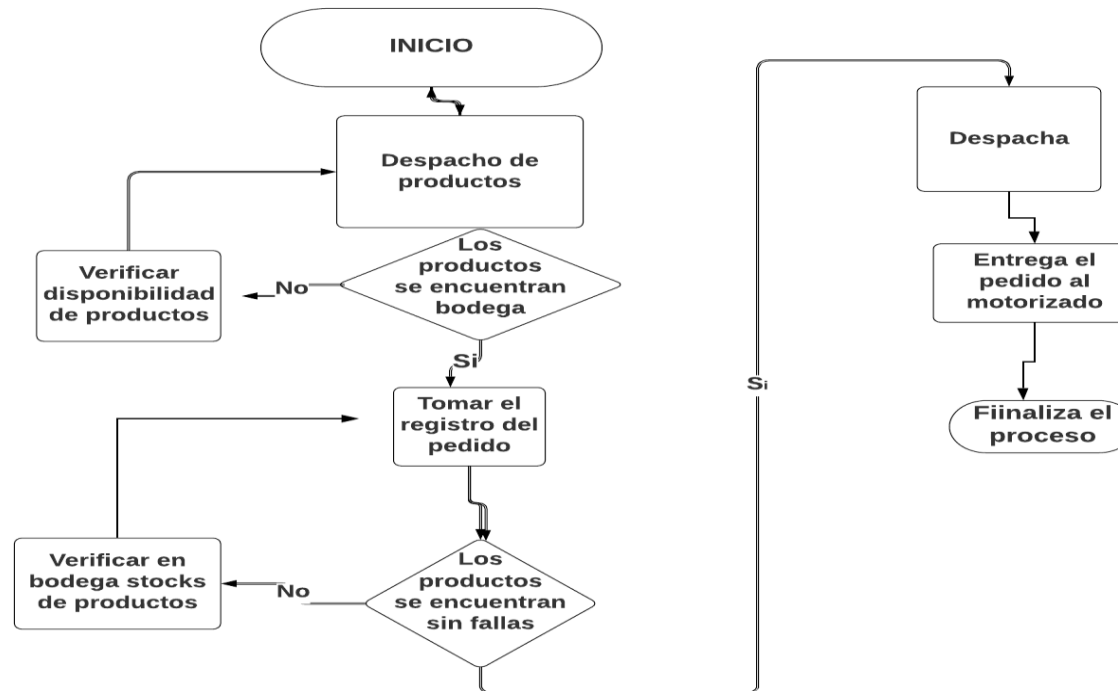 INICIO
Despacho de
productos
Los
productos
se encuentran
bodega
No
Verificar
disponibilidad
de productos
Si
Tomar el
registro del
pedido
Los
productos
se encuentran
sin fallas
No
Verificar en
bodega stocks
de productos
Si
Despacha
Entrega el
pedido al
motorizado
Fiinaliza el
proceso